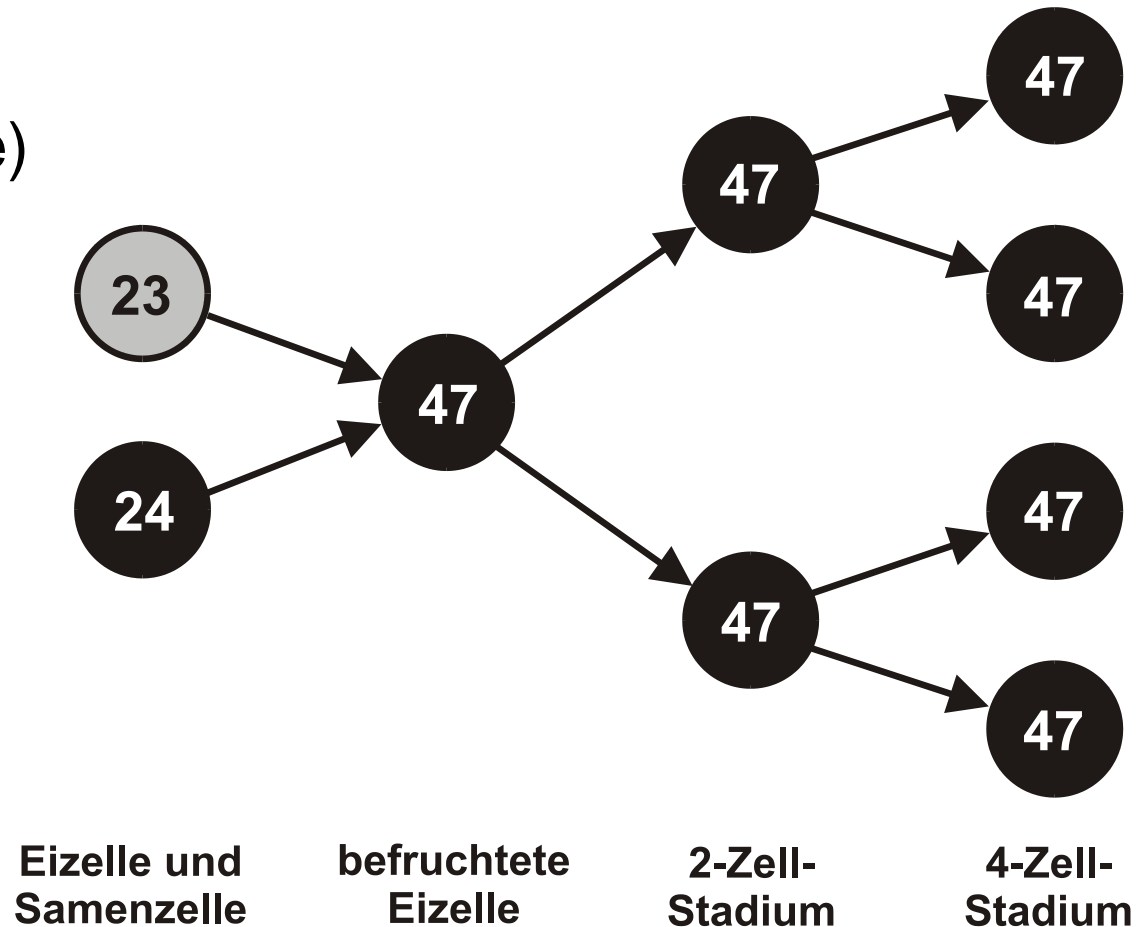 e)
23
24
47
47
47
47
47
47
47
Eizelle und
Samenzelle
befruchtete
Eizelle
2-Zell-
Stadium
4-Zell-
Stadium